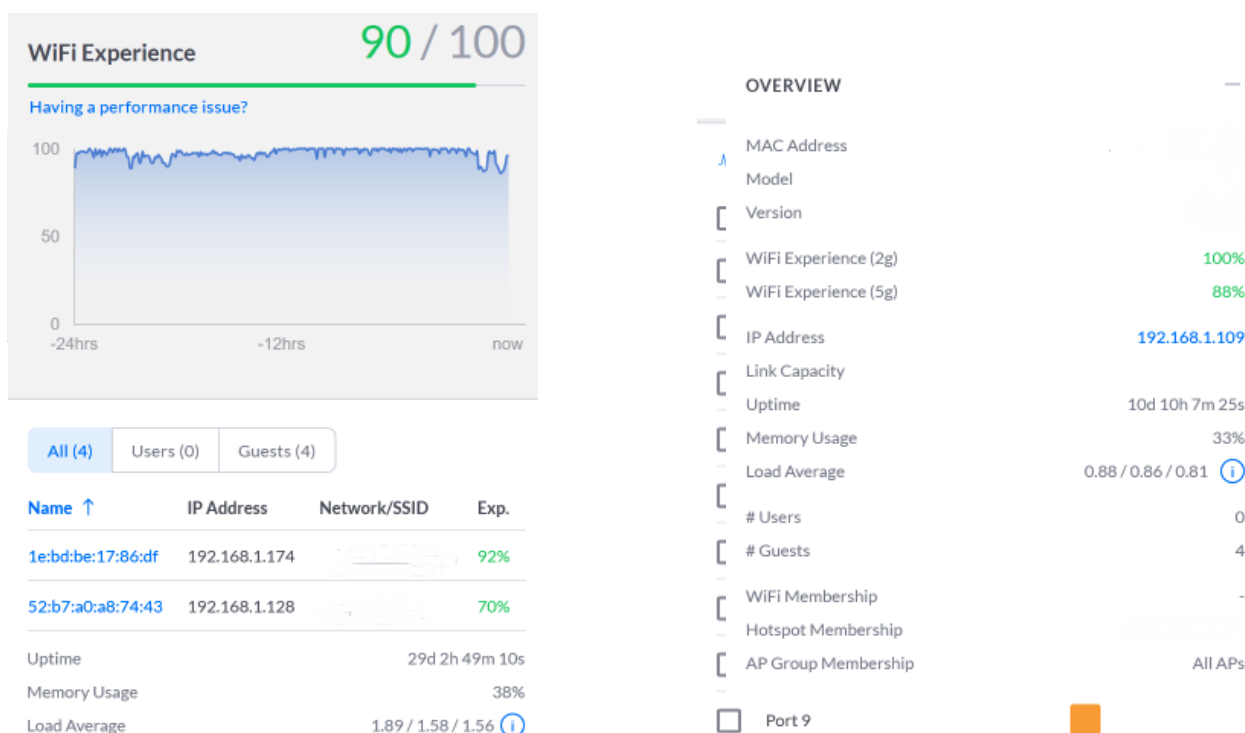 WiFi Experience 90 / 100
Having a performance issue?
100
50
0
-24hrs -12hrs now
All (4) Users (0) Guests (4)
Name ↑ IP Address Network/SSID Exp.
1e:bd:be:17:86:df 192.168.1.174 92%
52:b7:a0:a8:74:43 192.168.1.128 70%
Uptime 29d 2h 49m 10s
Memory Usage 38%
Load Average 1.89 / 1.58 / 1.56
OVERVIEW
MAC Address
Model
Version
WiFi Experience (2g) 100%
WiFi Experience (5g) 88%
IP Address 192.168.1.109
Link Capacity
Uptime 10d 10h 7m 25s
Memory Usage 33%
Load Average 0.88 / 0.86 / 0.81
# Users 0
# Guests 4
WiFi Membership -
Hotspot Membership
AP Group Membership All APs
Port 9